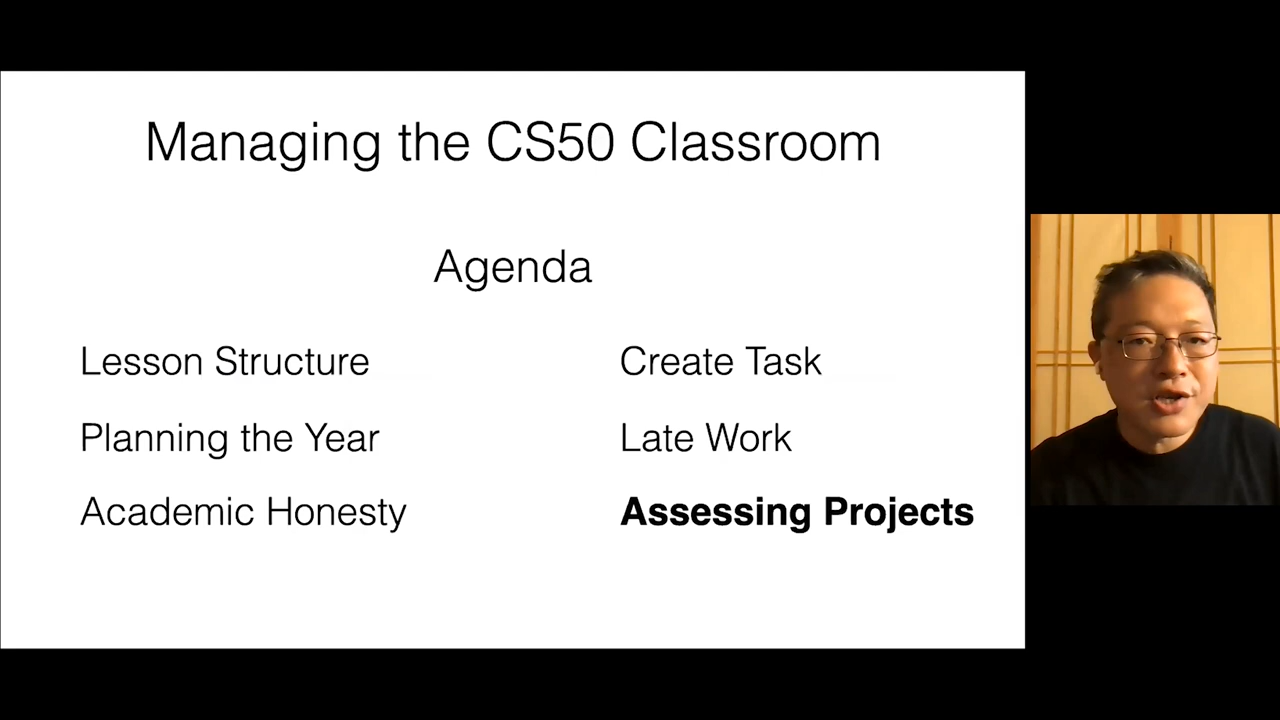 Managing the CS50 Classroom
Agenda
Lesson Structure
Planning the Year
Academic Honesty
Create Task
Late Work
Assessing Projects